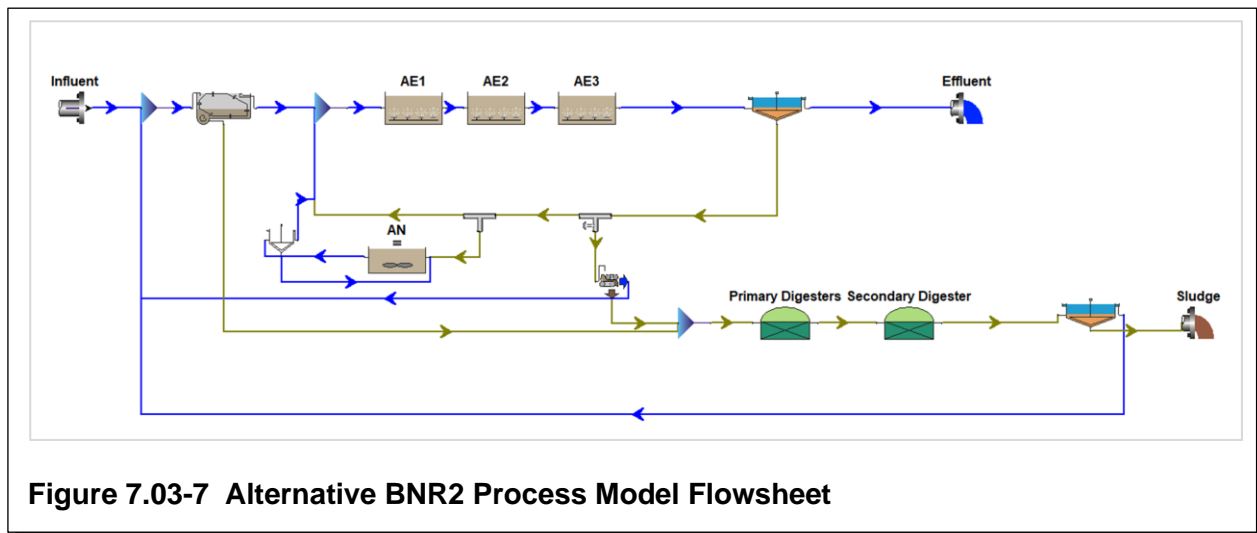 Influent
AE1
AE2
AE3
Effluent
AN
Primary Digesters
Secondary Digester
Sludge
Figure 7.03-7 Alternative BNR2 Process Model Flowsheet